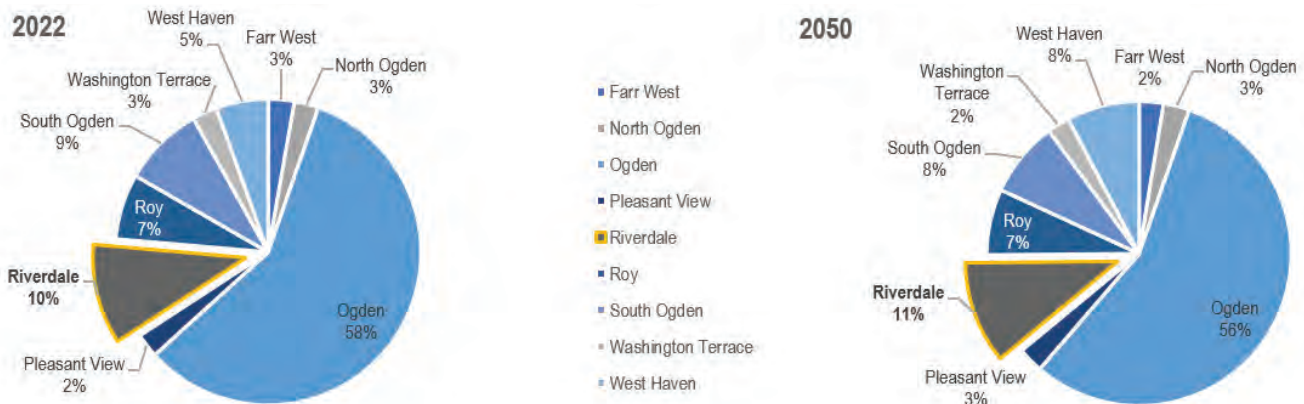 2022
West Haven
5%
Farr West
3%
North Ogden
3%
Washington Terrace
3%
South Ogden
9%
Roy
7%
Riverdale
10%
Pleasant View
2%
Ogden
58%
Farr West
North Ogden
Ogden
Pleasant View
Riverdale
Roy
South Ogden
Washington Terrace
West Haven
2050
West Haven
8%
Farr West
2%
North Ogden
3%
Washington
Terrace
2%
South Ogden
8%
Roy
7%
Riverdale
11%
Pleasant View
3%
Ogden
56%